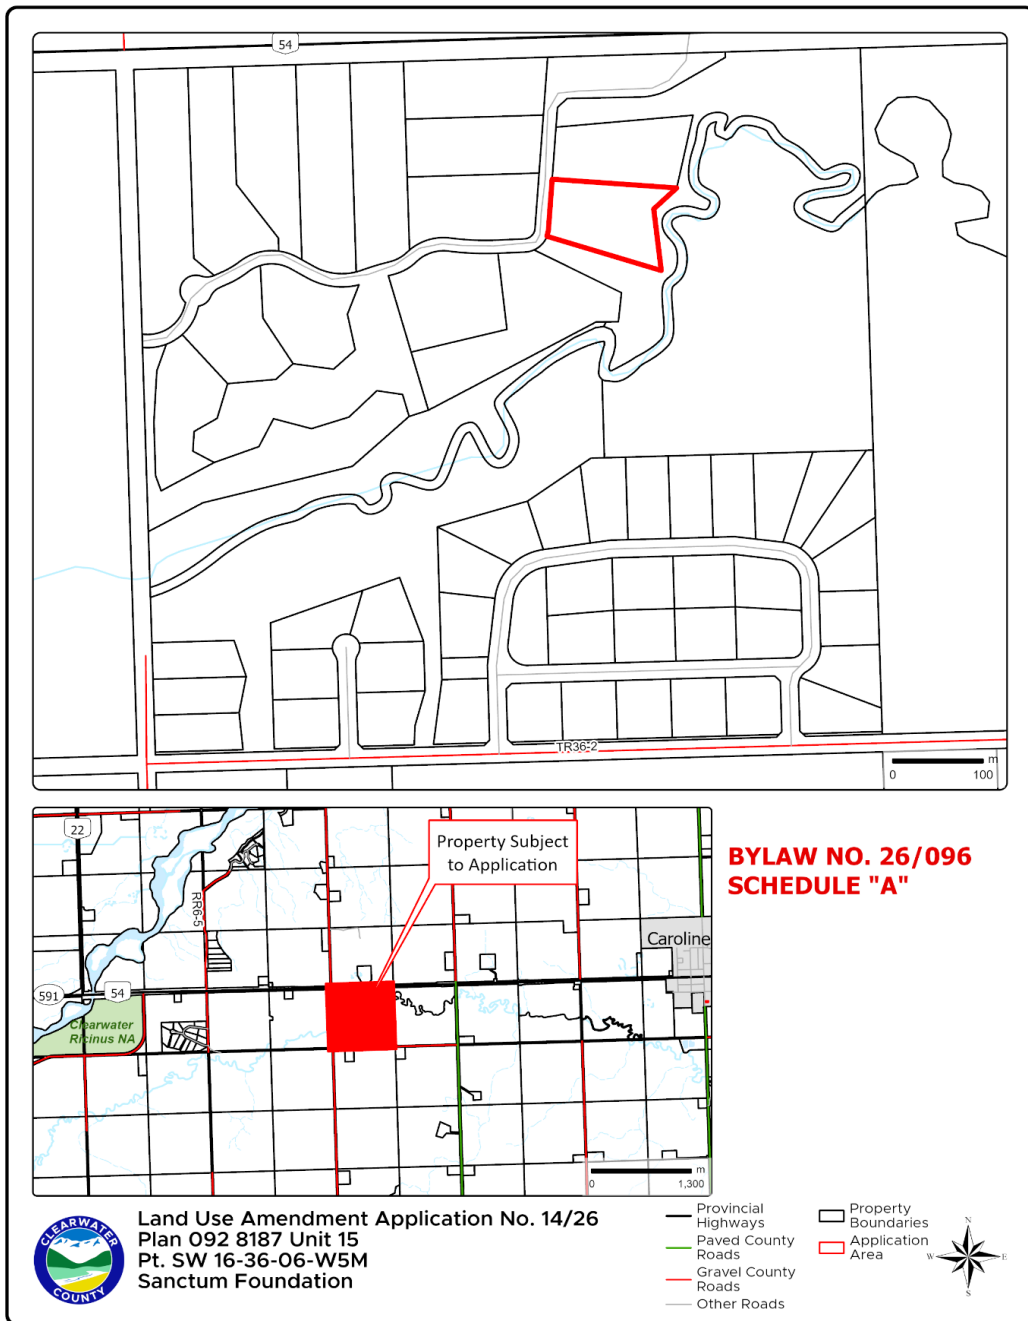 54
TR36-2
m
0 100
22
Property Subject
to Application
RR6-5
Caroline
591
54
Clearwater
Ricinus NA
m
0 1,300
BYLAW NO. 26/096
SCHEDULE "A"
CLEARWATER
COUNTY
Land Use Amendment Application No. 14/26
Plan 092 8187 Unit 15
Pt. SW 16-36-06-W5M
Sanctum Foundation
Provincial
Highways
Paved County
Roads
Gravel County
Roads
Other Roads
Property
Boundaries
Application
Area
N
W E
S